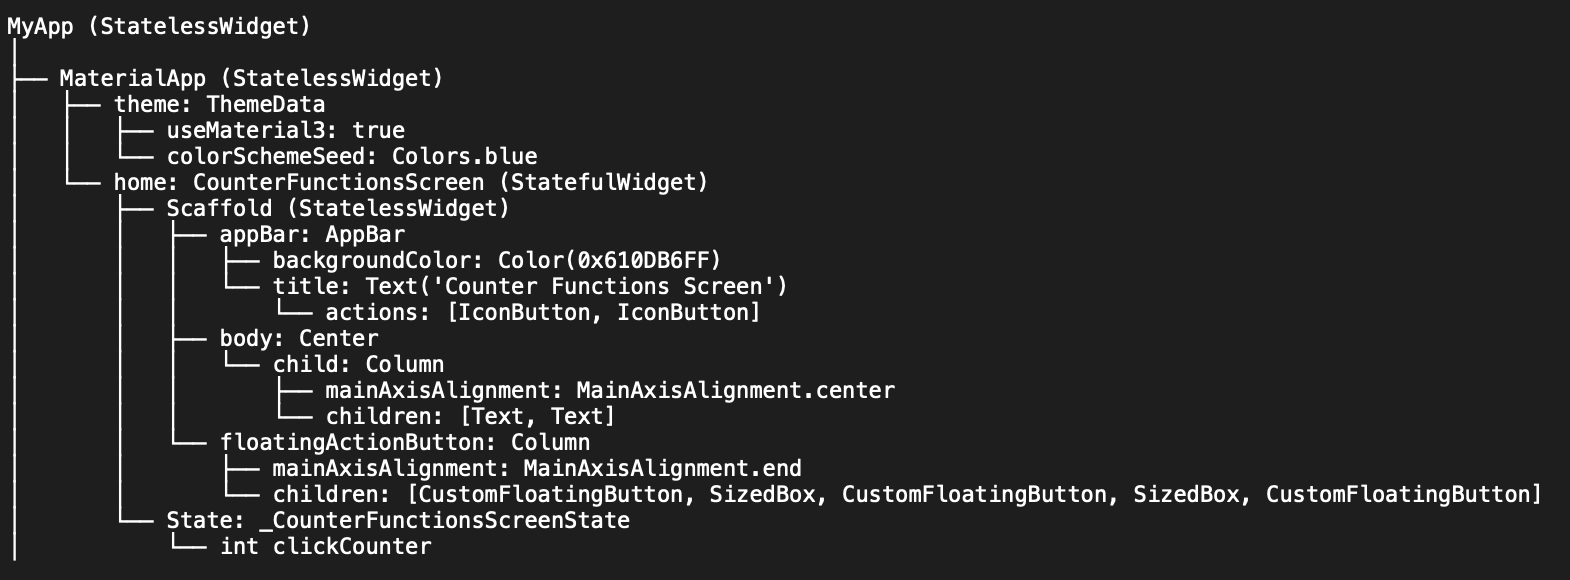 MyApp (StatelessWidget)
│
├── MaterialApp (StatelessWidget)
│   ├── theme: ThemeData
│   │   ├── useMaterial3: true
│   │   └── colorSchemeSeed: Colors.blue
│   └── home: CounterFunctionsScreen (StatefulWidget)
│       ├── Scaffold (StatelessWidget)
│       │   ├── appBar: AppBar
│       │   │   ├── backgroundColor: Color(0x610DB6FF)
│       │   │   └── title: Text('Counter Functions Screen')
│       │   │       └── actions: [IconButton, IconButton]
│       │   ├── body: Center
│       │   │   └── child: Column
│       │   │       ├── mainAxisAlignment: MainAxisAlignment.center
│       │   │       └── children: [Text, Text]
│       │   └── floatingActionButton: Column
│       │       ├── mainAxisAlignment: MainAxisAlignment.end
│       │       └── children: [CustomFloatingButton, SizedBox, CustomFloatingButton, SizedBox, CustomFloatingButton]
│       └── State: _CounterFunctionsScreenState
│           └── int clickCounter